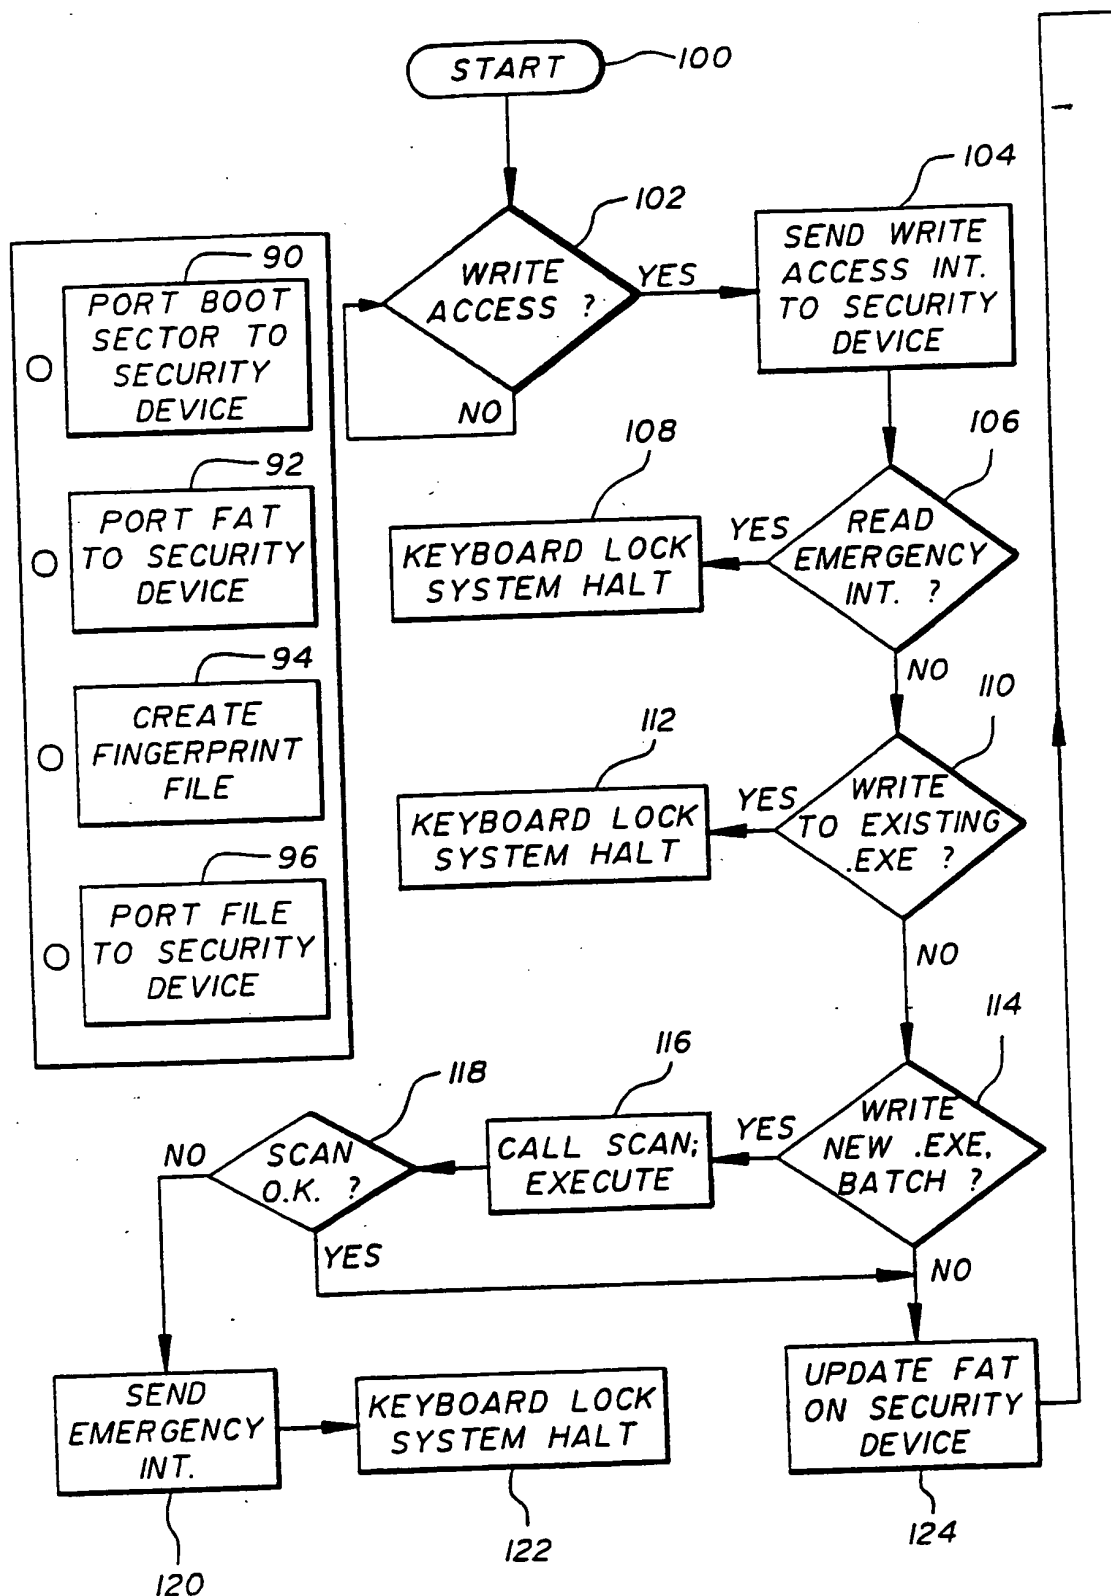 START
100
102
WRITE
ACCESS ?
YES
NO
104
SEND WRITE
ACCESS INT.
TO SECURITY
DEVICE
90
PORT BOOT
SECTOR TO
SECURITY
DEVICE
92
PORT FAT
TO SECURITY
DEVICE
94
CREATE
FINGERPRINT
FILE
96
PORT FILE
TO SECURITY
DEVICE
106
READ
EMERGENCY
INT. ?
YES
NO
108
KEYBOARD LOCK
SYSTEM HALT
110
WRITE
TO EXISTING
.EXE ?
YES
NO
112
KEYBOARD LOCK
SYSTEM HALT
114
WRITE
NEW .EXE,
BATCH ?
YES
NO
116
CALL SCAN;
EXECUTE
118
SCAN
O.K. ?
NO
YES
SEND
EMERGENCY
INT.
120
KEYBOARD LOCK
SYSTEM HALT
122
UPDATE FAT
ON SECURITY
DEVICE
124